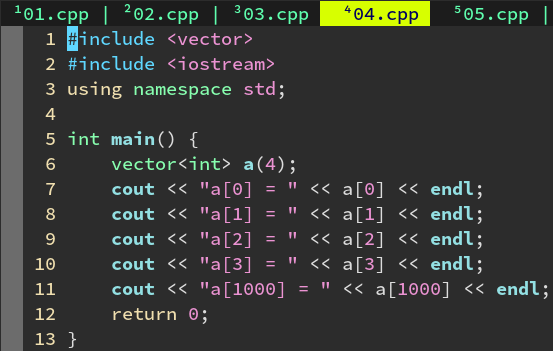 ¹01.cpp | ²02.cpp | ³03.cpp ⁴04.cpp ⁵05.cpp |
1 #include <vector>
2 #include <iostream>
3 using namespace std;
4
5 int main() {
6     vector<int> a(4);
7     cout << "a[0] = " << a[0] << endl;
8     cout << "a[1] = " << a[1] << endl;
9     cout << "a[2] = " << a[2] << endl;
10     cout << "a[3] = " << a[3] << endl;
11     cout << "a[1000] = " << a[1000] << endl;
12     return 0;
13 }